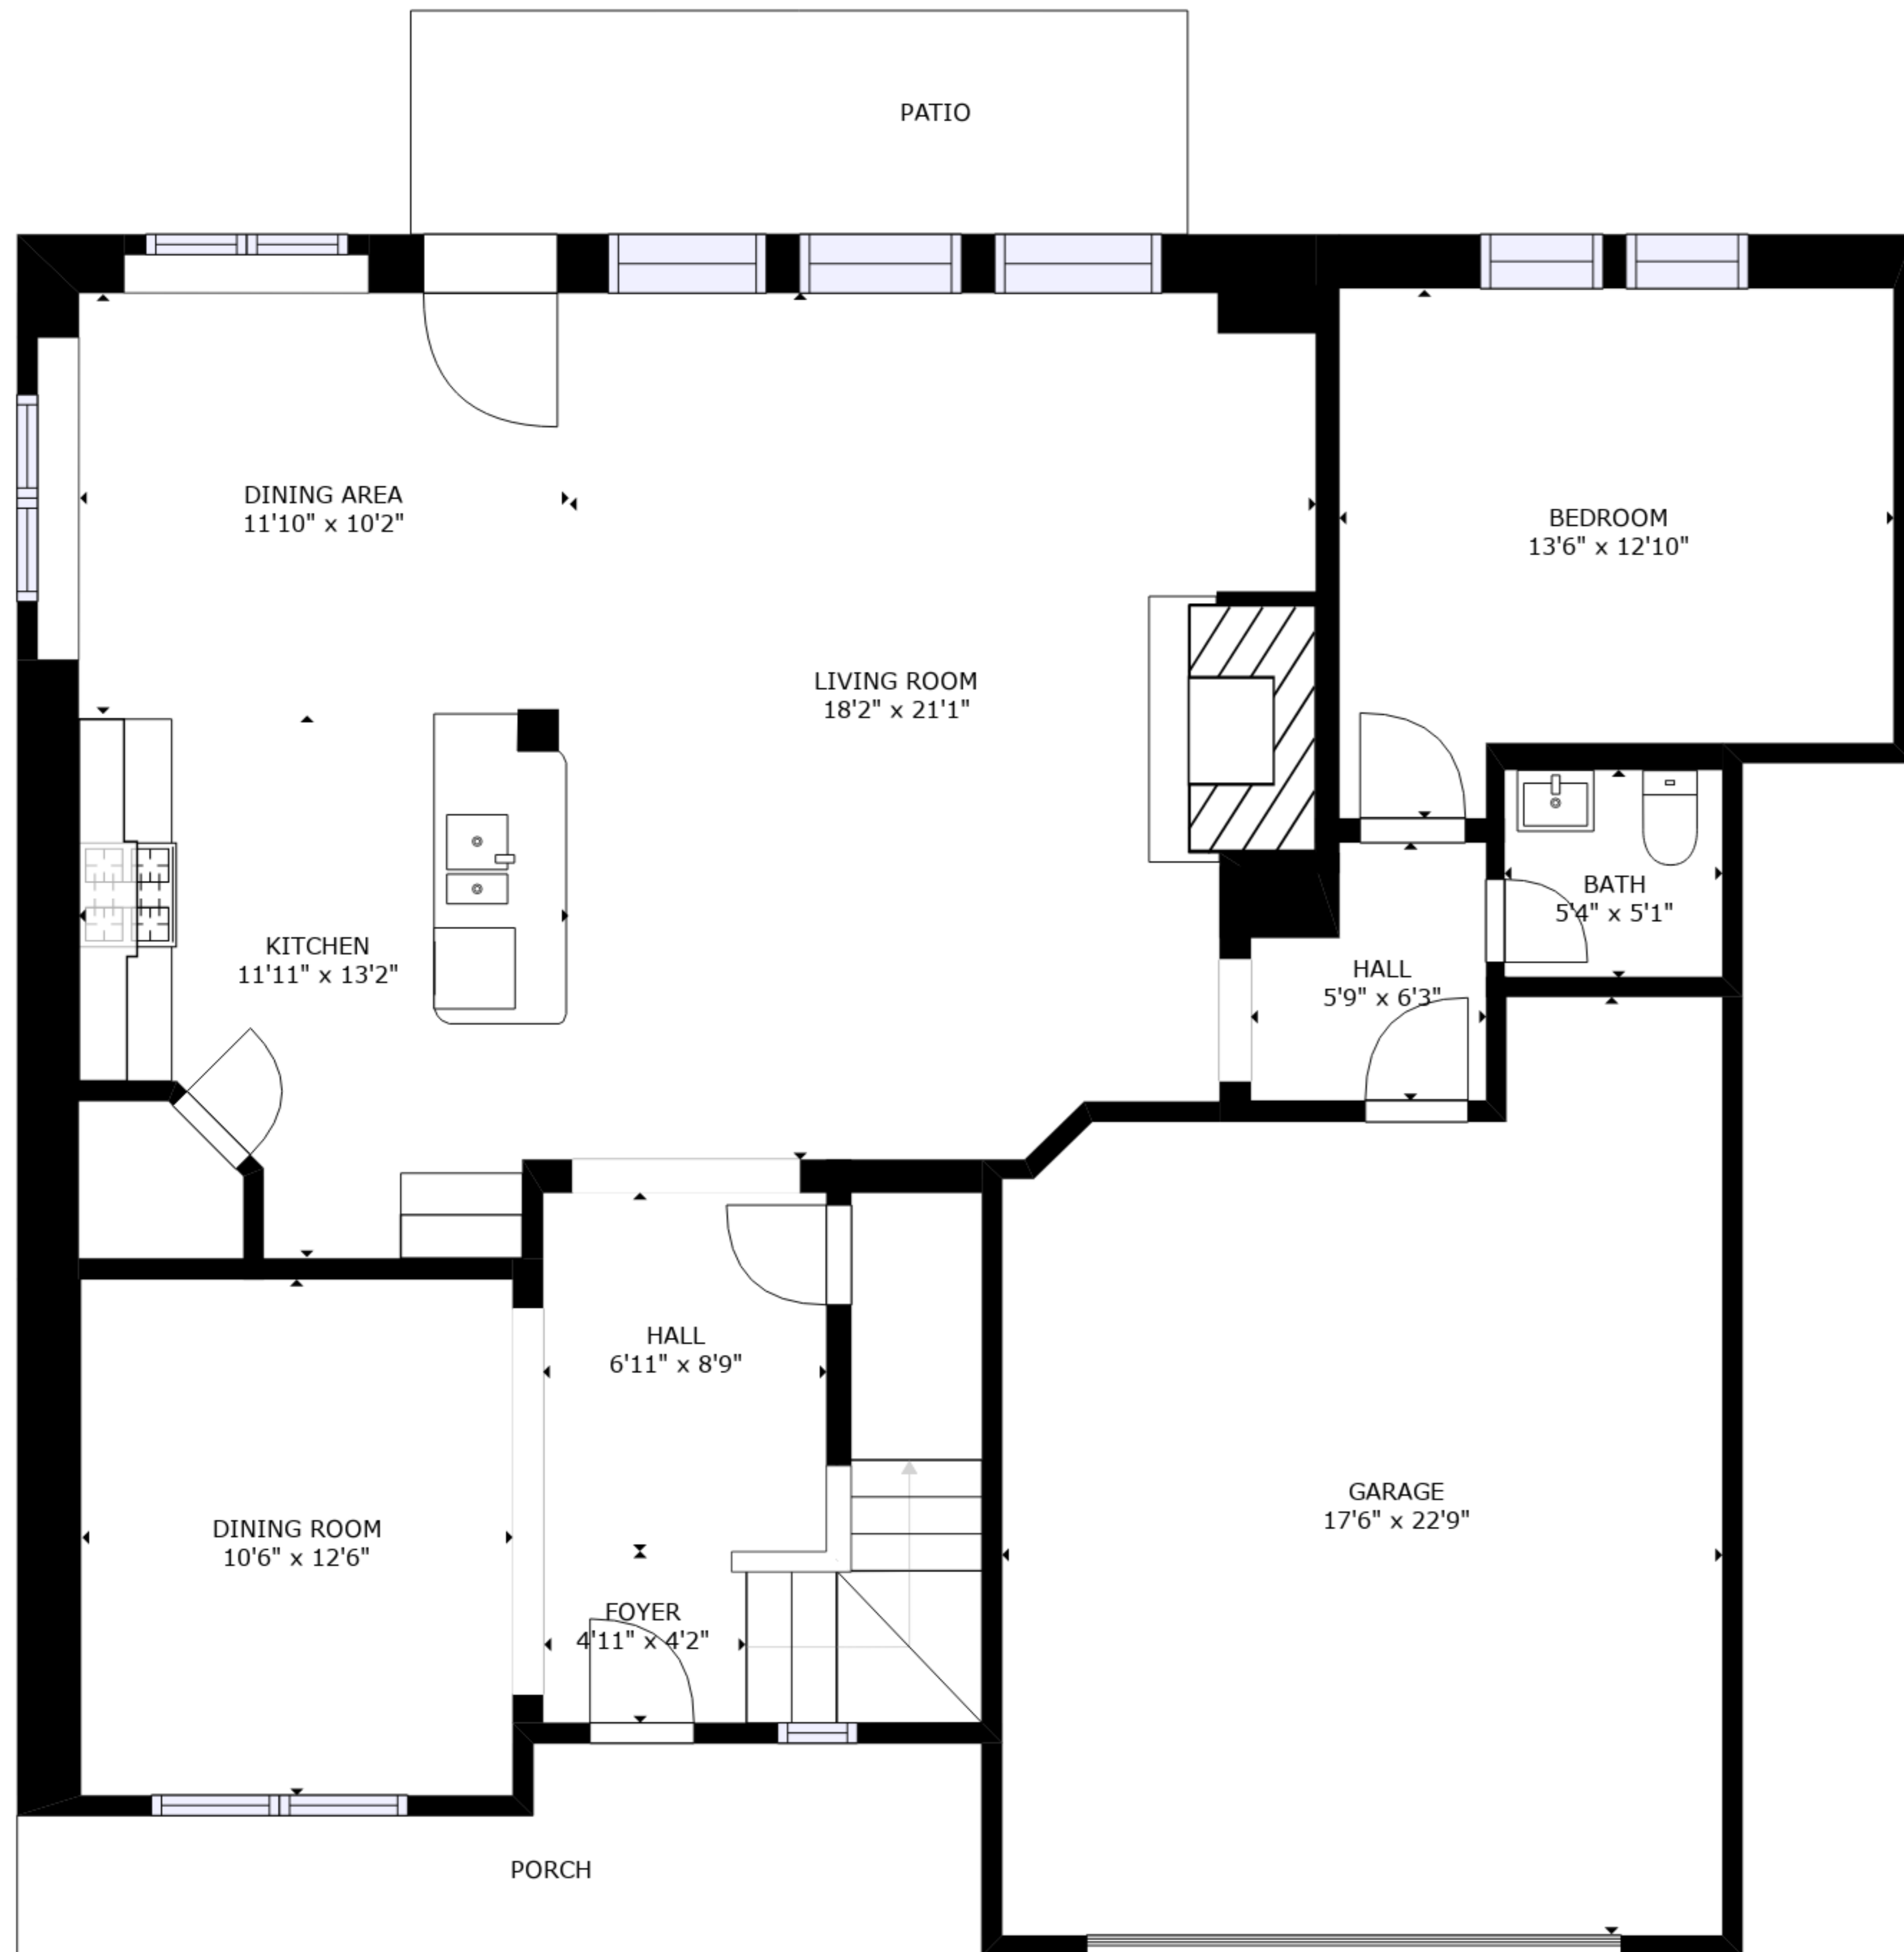 PATIO
DINING AREA
11'10" x 10'2"
BEDROOM
13'6" x 12'10"
LIVING ROOM
18'2" x 21'1"
BATH
5'4" x 5'1"
KITCHEN
11'11" x 13'2"
HALL
5'9" x 6'3"
HALL
6'11" x 8'9"
GARAGE
17'6" x 22'9"
DINING ROOM
10'6" x 12'6"
FOYER
4'11" x 4'2"
PORCH